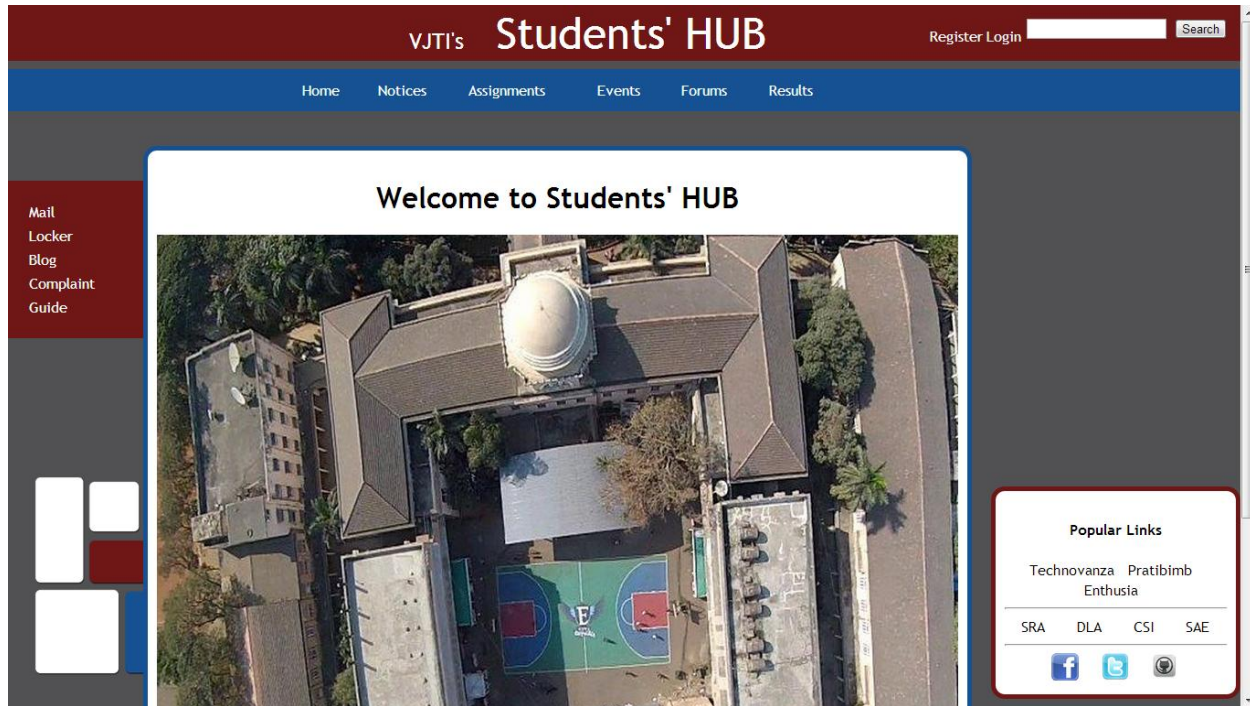 VJTI's Students' HUB
Register Login
Search
Home Notices Assignments Events Forums Results
Mail
Locker
Blog
Complaint
Guide
Welcome to Students' HUB
E
Popular Links
Technovanza Pratibimb
Enthusia
SRA DLA CSI SAE
f